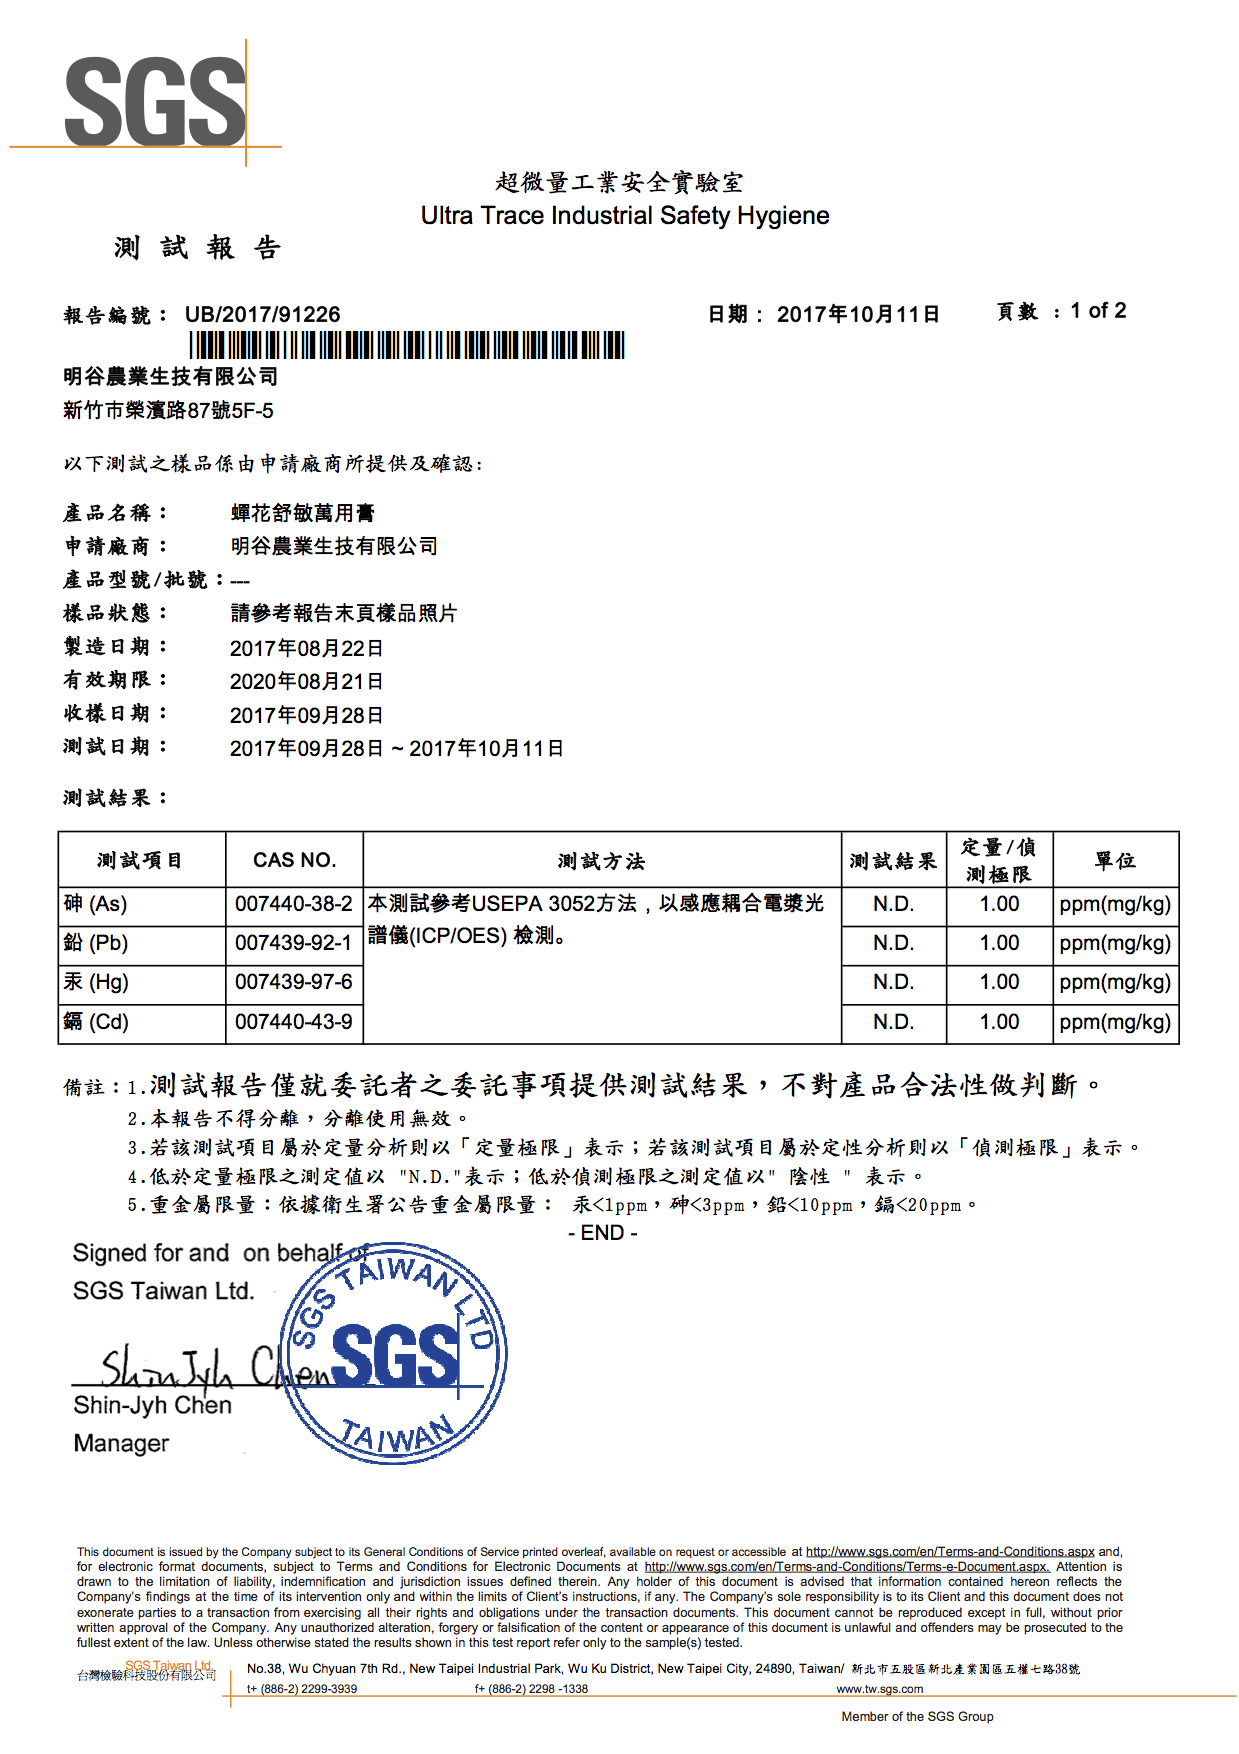 SGS
超微量工業安全實驗室
Ultra Trace Industrial Safety Hygiene
測 試 報 告
報告編號： UB/2017/91226 日期： 2017年10月11日 頁數 ：1 of 2
明谷農業生技有限公司
新竹市榮濱路87號5F-5
以下測試之樣品係由申請廠商所提供及確認:
產品名稱： 蟬花舒敏萬用膏
申請廠商： 明谷農業生技有限公司
產品型號/批號：---
樣品狀態： 請參考報告末頁樣品照片
製造日期： 2017年08月22日
有效期限： 2020年08月21日
收樣日期： 2017年09月28日
測試日期： 2017年09月28日 ~ 2017年10月11日
測試結果：
測試項目 CAS NO. 測試方法 測試結果 定量/偵測極限 單位
砷 (As) 007440-38-2 本測試參考USEPA 3052方法，以感應耦合電漿光 N.D. 1.00 ppm(mg/kg)
鉛 (Pb) 007439-92-1 譜儀(ICP/OES) 檢測。 N.D. 1.00 ppm(mg/kg)
汞 (Hg) 007439-97-6 N.D. 1.00 ppm(mg/kg)
鎘 (Cd) 007440-43-9 N.D. 1.00 ppm(mg/kg)
備註：1.測試報告僅就委託者之委託事項提供測試結果，不對產品合法性做判斷。
2.本報告不得分離，分離使用無效。
3.若該測試項目屬於定量分析則以「定量極限」表示；若該測試項目屬於定性分析則以「偵測極限」表示。
4.低於定量極限之測定值以 "N.D."表示；低於偵測極限之測定值以" 陰性 " 表示。
5.重金屬限量：依據衛生署公告重金屬限量： 汞<1ppm，砷<3ppm，鉛<10ppm，鎘<20ppm。
- END -
Signed for and on behalf of
SGS Taiwan Ltd.
SGS TAIWAN LTD
SGS
TAIWAN
Shin Jyh Chen
Shin-Jyh Chen
Manager
This document is issued by the Company subject to its General Conditions of Service printed overleaf, available on request or accessible at http://www.sgs.com/en/Terms-and-Conditions.aspx and,
for electronic format documents, subject to Terms and Conditions for Electronic Documents at http://www.sgs.com/en/Terms-and-Conditions/Terms-e-Document.aspx. Attention is
drawn to the limitation of liability, indemnification and jurisdiction issues defined therein. Any holder of this document is advised that information contained hereon reflects the
Company's findings at the time of its intervention only and within the limits of Client's instructions, if any. The Company's sole responsibility is to its Client and this document does not
exonerate parties to a transaction from exercising all their rights and obligations under the transaction documents. This document cannot be reproduced except in full, without prior
written approval of the Company. Any unauthorized alteration, forgery or falsification of the content or appearance of this document is unlawful and offenders may be prosecuted to the
fullest extent of the law. Unless otherwise stated the results shown in this test report refer only to the sample(s) tested.
SGS Taiwan Ltd.
台灣檢驗科技股份有限公司
No.38, Wu Chyuan 7th Rd., New Taipei Industrial Park, Wu Ku District, New Taipei City, 24890, Taiwan/ 新北市五股區新北產業園區五權七路38號
t+ (886-2) 2299-3939 f+ (886-2) 2298 -1338 www.tw.sgs.com
Member of the SGS Group